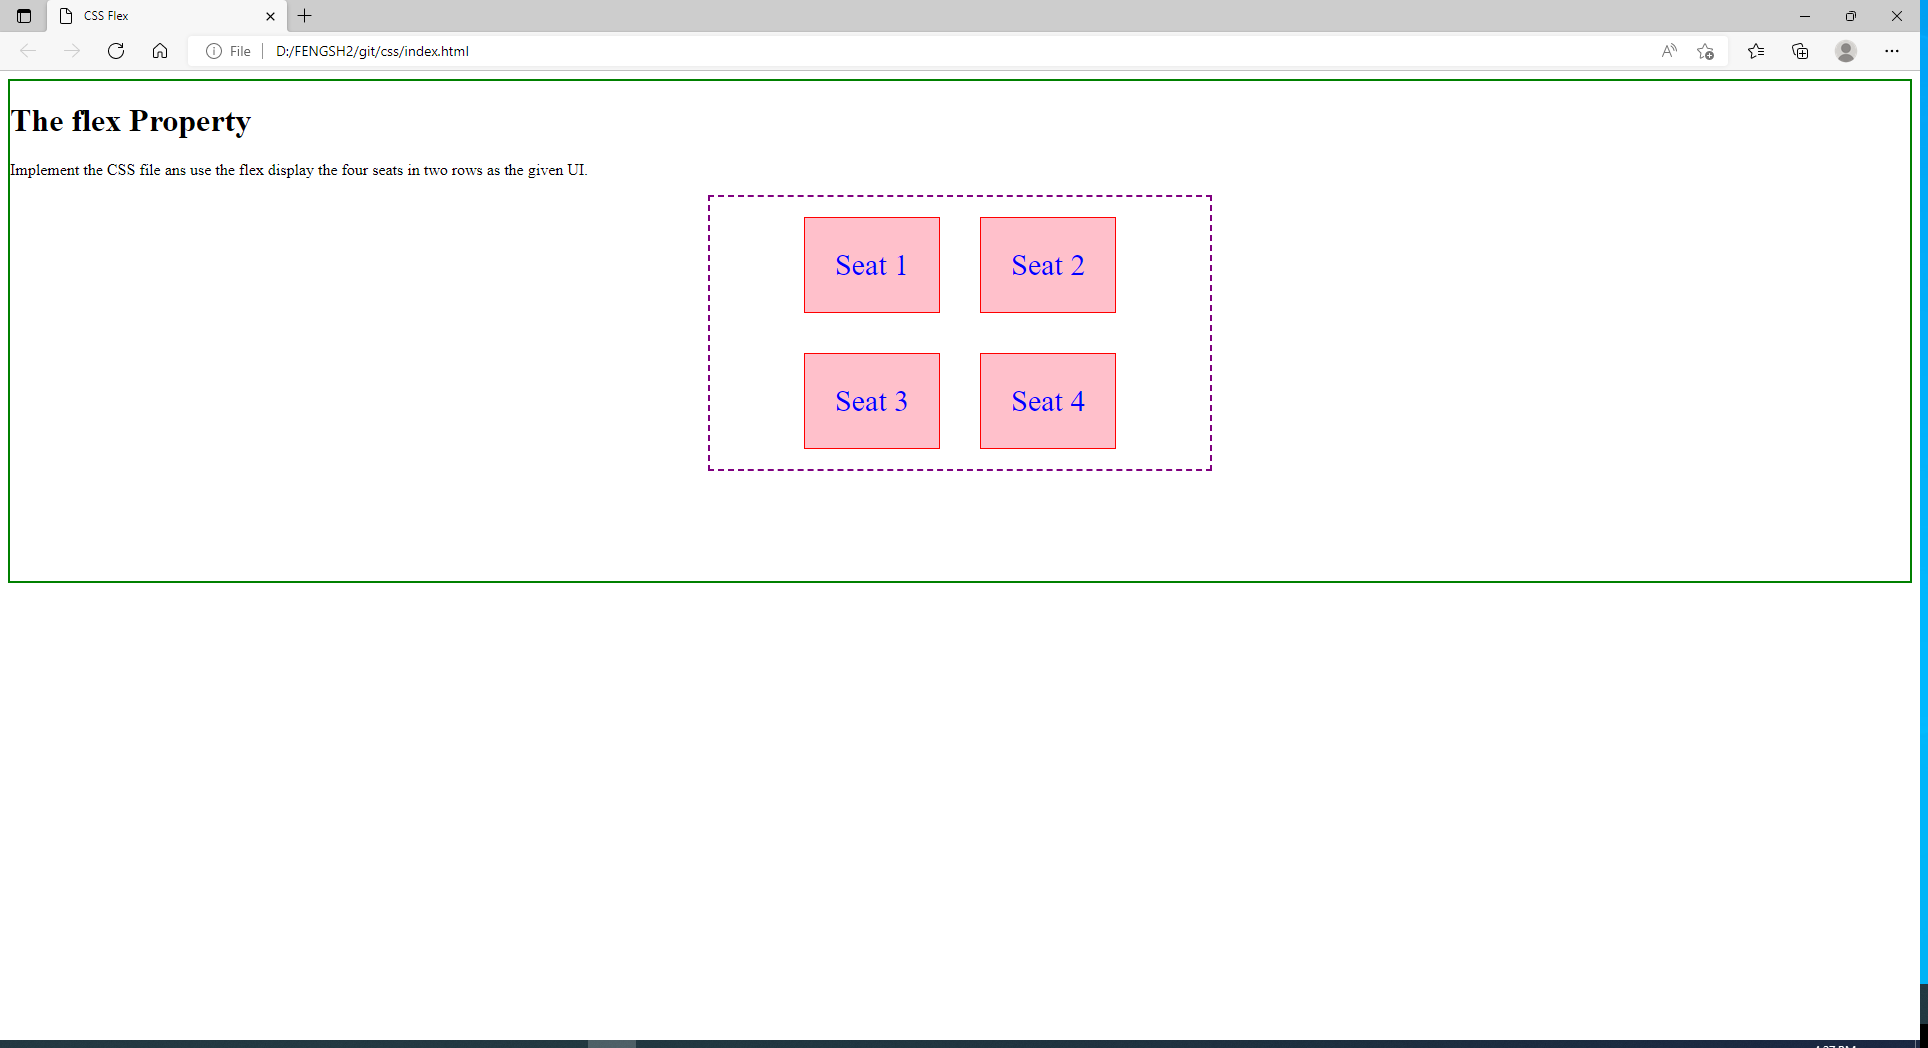 CSS Flex
File D:/FENGSH2/git/css/index.html
The flex Property
Implement the CSS file ans use the flex display the four seats in two rows as the given UI.
Seat 1 Seat 2
Seat 3 Seat 4